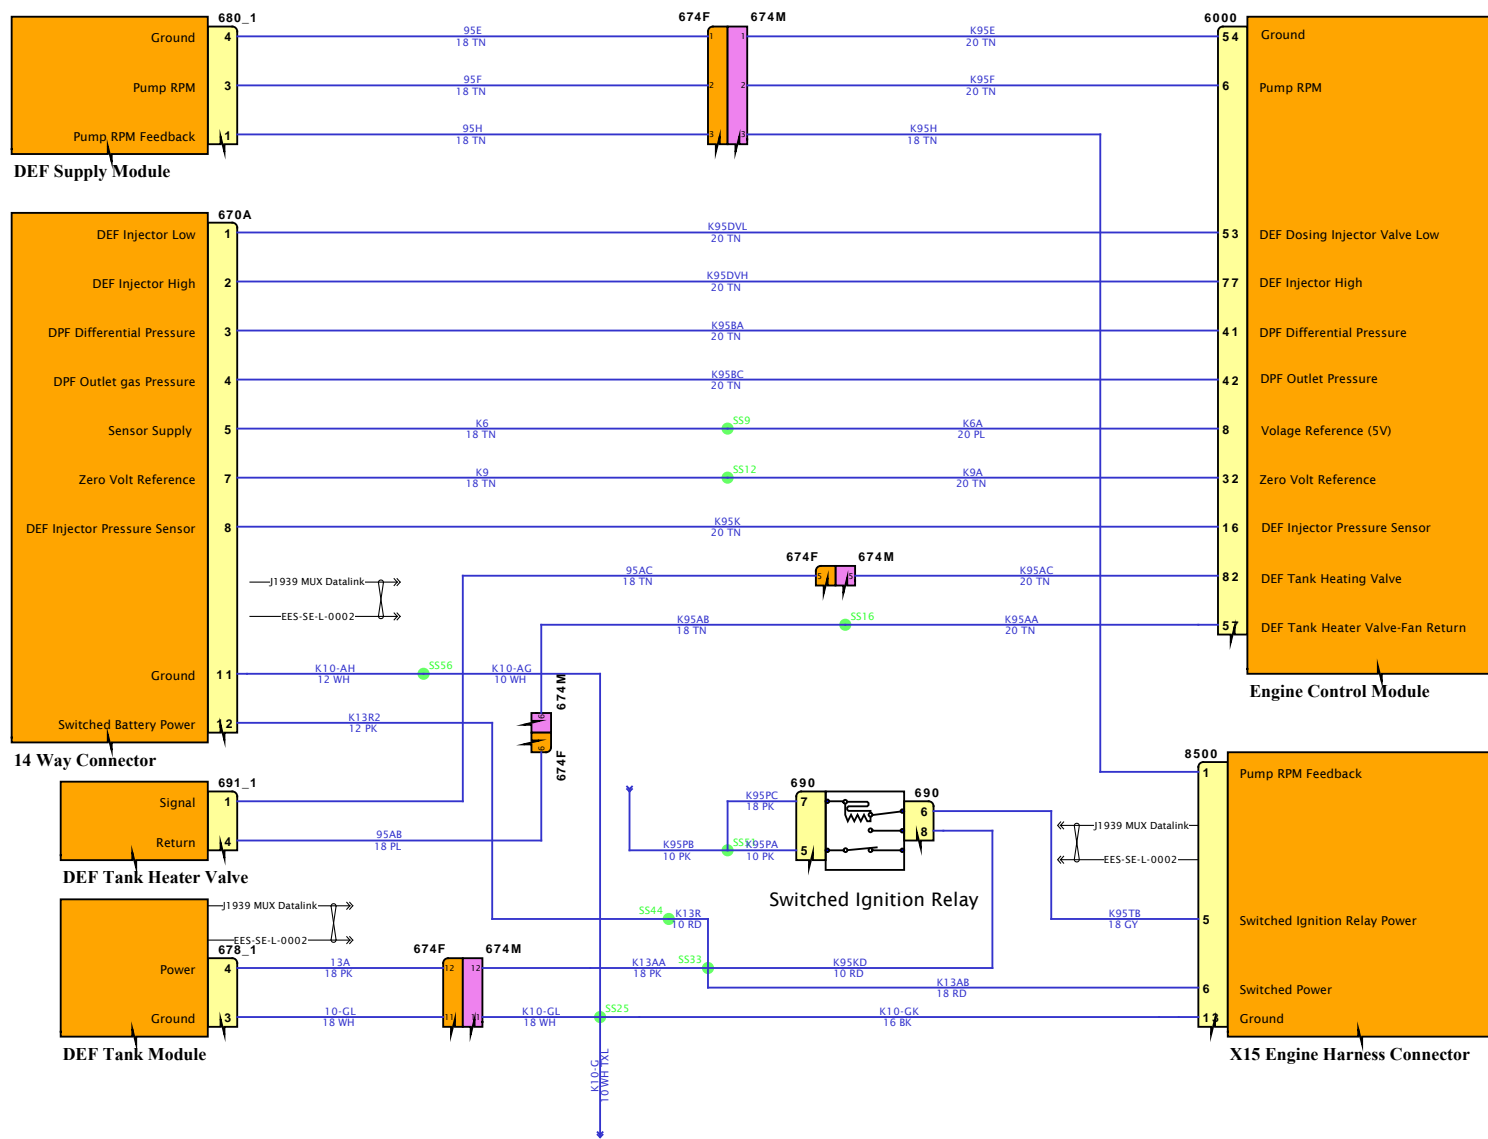 680_1
674F
674M
6000
Ground
4
95E
18 TN
1
1
K95E
20 TN
54
Ground
Pump RPM
3
95F
18 TN
2
2
K95F
20 TN
6
Pump RPM
Pump RPM Feedback
1
95H
18 TN
3
3
K95H
18 TN
DEF Supply Module
670A
DEF Injector Low
1
K95DVL
20 TN
53
DEF Dosing Injector Valve Low
DEF Injector High
2
K95DVH
20 TN
77
DEF Injector High
DPF Differential Pressure
3
K95BA
20 TN
41
DPF Differential Pressure
DPF Outlet gas Pressure
4
K95BC
20 TN
42
DPF Outlet Pressure
Sensor Supply
5
K6
18 TN
SS9
K6A
20 PL
8
Volage Reference (5V)
Zero Volt Reference
7
K9
18 TN
SS12
K9A
20 TN
32
Zero Volt Reference
DEF Injector Pressure Sensor
8
K95K
20 TN
16
DEF Injector Pressure Sensor
674F
674M
J1939 MUX Datalink
95AC
18 TN
5
5
K95AC
20 TN
82
DEF Tank Heating Valve
EES-SE-L-0002
K95AB
18 TN
SS16
K95AA
20 TN
57
DEF Tank Heater Valve-Fan Return
Ground
11
K10-AH
12 WH
SS56
K10-AG
10 WH
Engine Control Module
Switched Battery Power
12
K13R2
12 PK
674M
6
6
674F
14 Way Connector
8500
691_1
690
690
1
Pump RPM Feedback
Signal
1
K95PC
18 PK
7
6
Return
4
95AB
18 PL
8
J1939 MUX Datalink
K95PB
10 PK
K95PA
10 PK
5
EES-SE-L-0002
DEF Tank Heater Valve
Switched Ignition Relay
J1939 MUX Datalink
SS44
K13R
10 RD
K95TB
18 GY
5
Switched Ignition Relay Power
EES-SE-L-0002
678_1
674F
674M
Power
4
13A
18 PK
12
12
K13AA
18 PK
SS33
K95KD
10 RD
K13AB
18 RD
6
Switched Power
Ground
3
10-GL
18 WH
11
11
K10-GL
18 WH
SS25
K10-GK
16 BK
13
Ground
DEF Tank Module
X15 Engine Harness Connector
K10-G
10 WH TXL